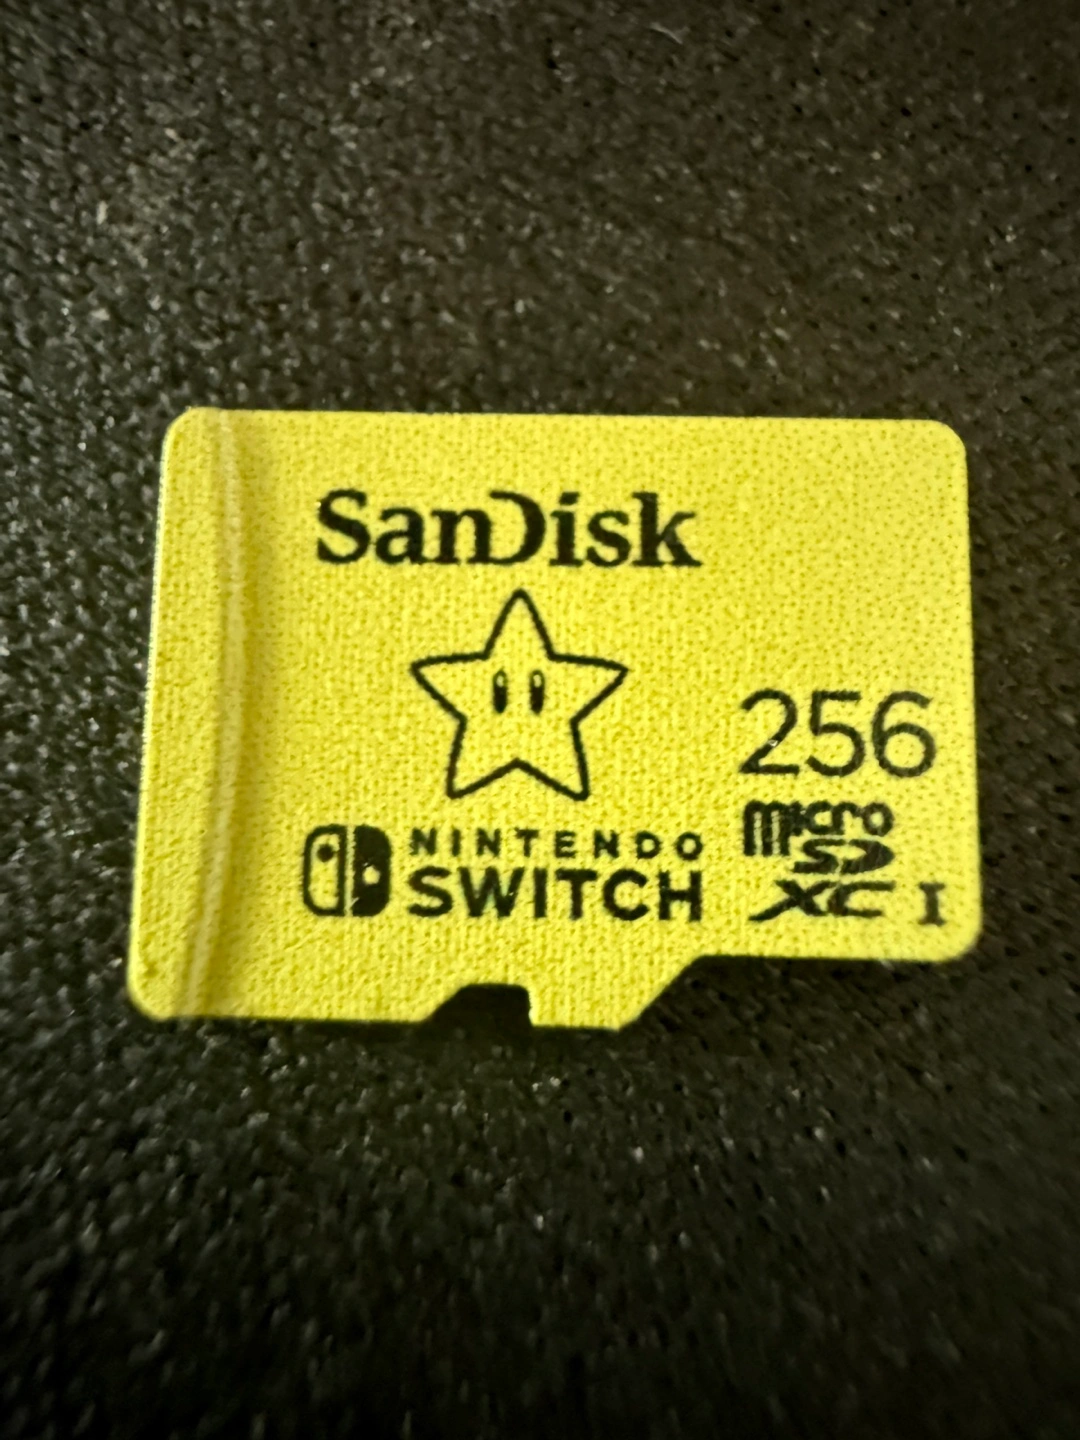 SanDisk
256
NINTENDO
SWITCH
micro
SD
XC I